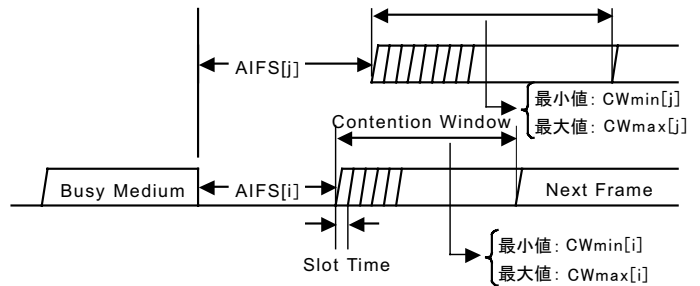 AIFS[j]
最小値: CWmin[j]
最大値: CWmax[j]
Contention Window
Busy Medium
AIFS[i]
Next Frame
Slot Time
最小値: CWmin[i]
最大値: CWmax[i]